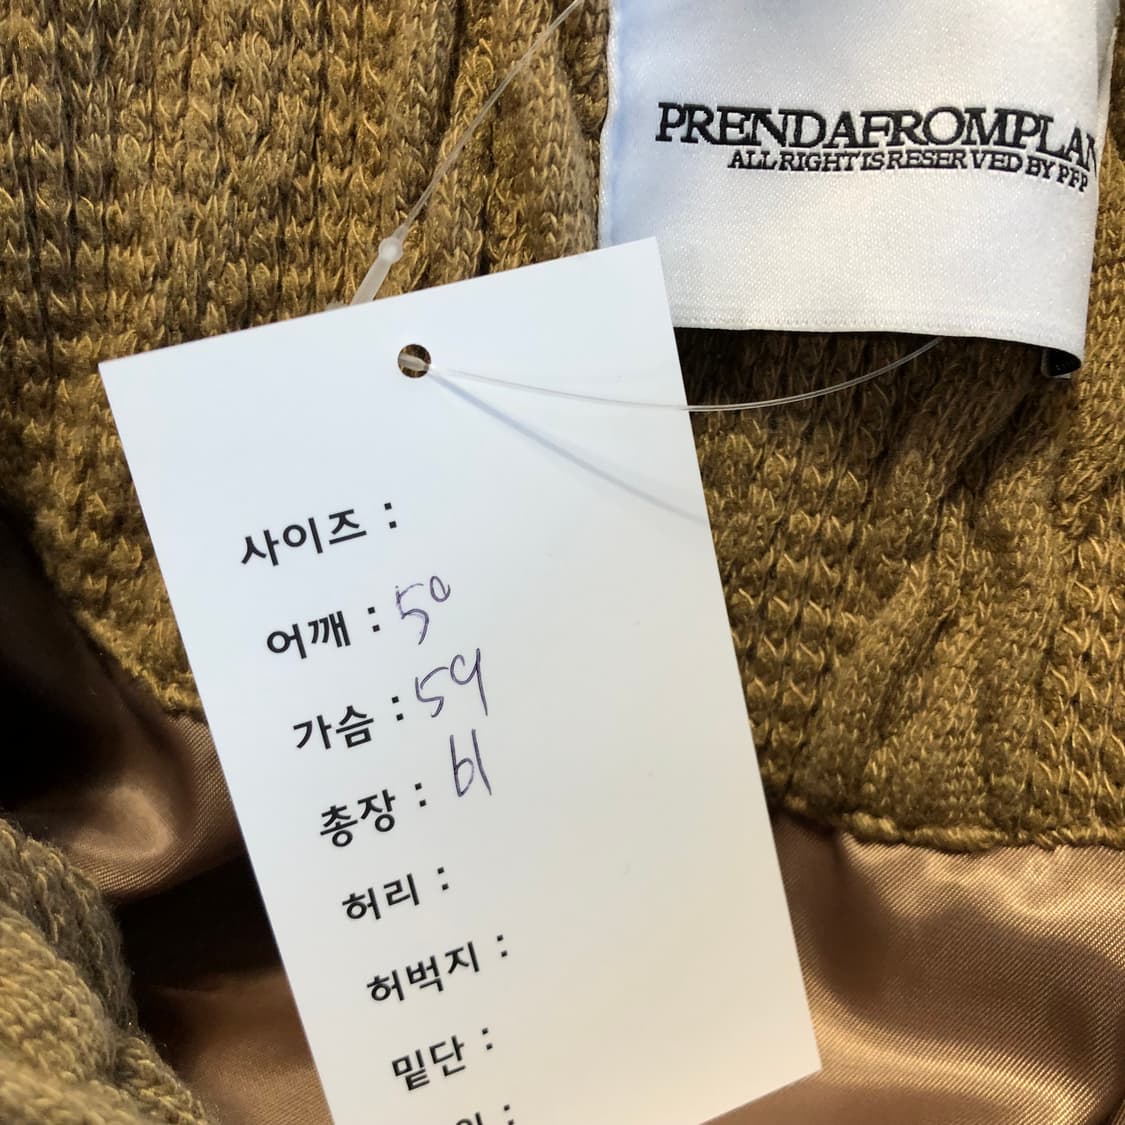 PRENDAFROMPLAN
ALL RIGHT IS RESERVED BY PFP
사이즈 :
어깨 : 50
가슴 : 59
총장 : 61
허리 :
허벅지 :
밑단 :